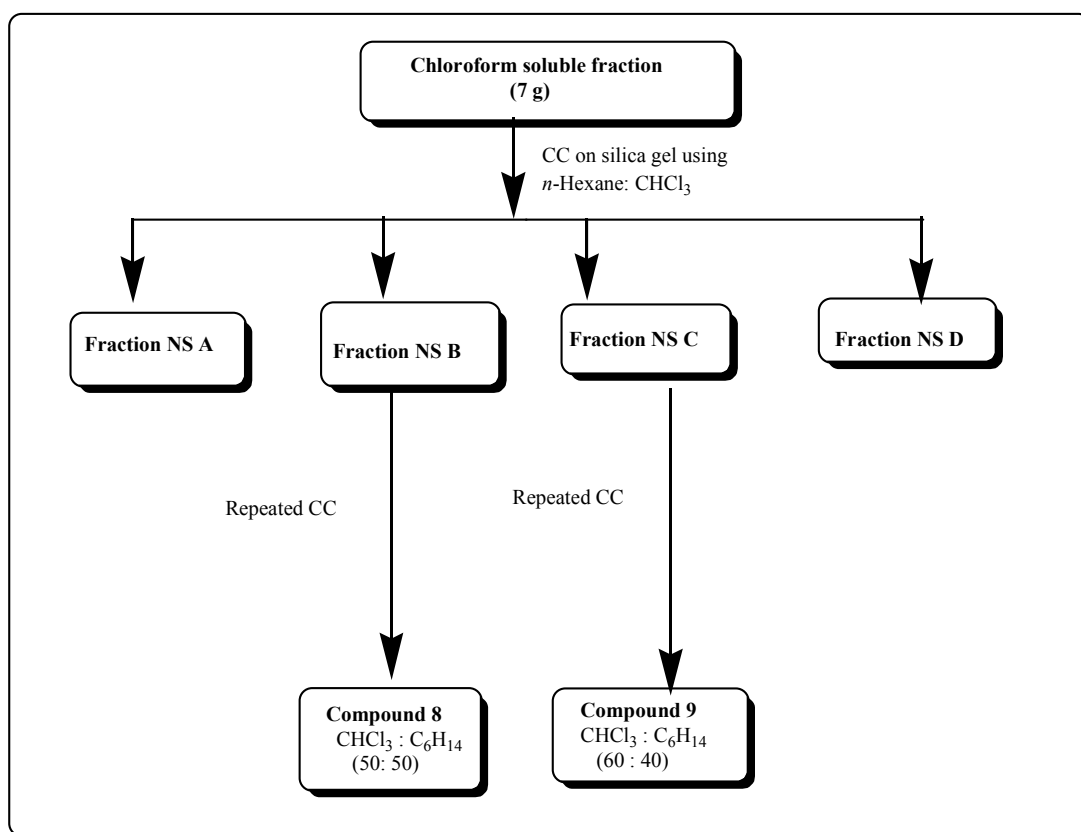 Chloroform soluble fraction
(7 g)
CC on silica gel using
n-Hexane: CHCl₃
Fraction NS A
Fraction NS B
Fraction NS C
Fraction NS D
Repeated CC
Repeated CC
Compound 8
CHCl₃ : C₆H₁₄
(50: 50)
Compound 9
CHCl₃ : C₆H₁₄
(60 : 40)